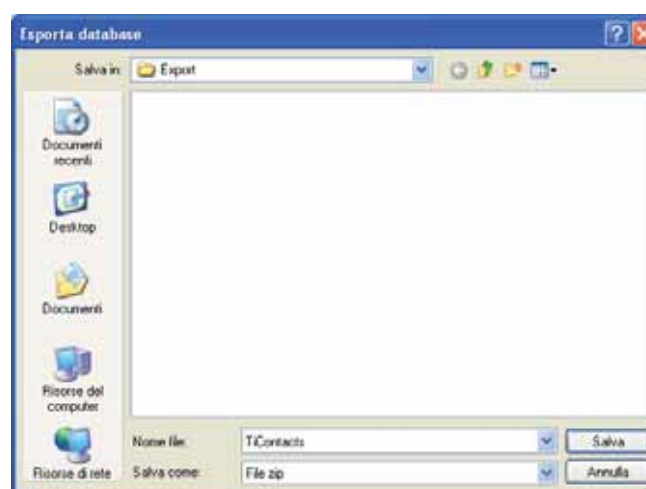 Esporta database
Salva in: Export
Documenti
recenti
Desktop
Documenti
Risorse del
computer
Risorse di rete
Nome file: TiContacts Salva
Salva come: File zip Annulla